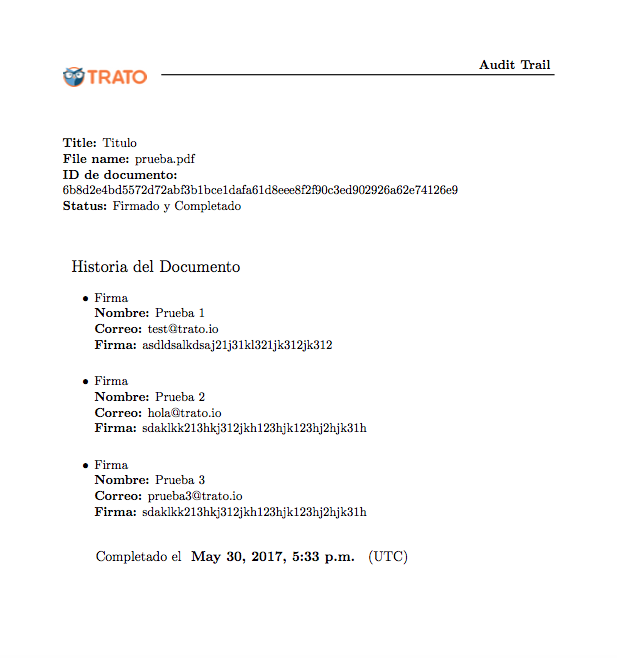 TRATO
Audit Trail
Title: Titulo
File name: prueba.pdf
ID de documento:
6b8d2e4bd5572d72abf3b1bce1dafa61d8eee8f2f90c3ed902926a62e74126e9
Status: Firmado y Completado
Historia del Documento
• Firma
Nombre: Prueba 1
Correo: test@trato.io
Firma: asdldsalkdsaj21j31kl321jk312jk312
• Firma
Nombre: Prueba 2
Correo: hola@trato.io
Firma: sdaklkk213hkj312jkh123hjk123hj2hjk31h
• Firma
Nombre: Prueba 3
Correo: prueba3@trato.io
Firma: sdaklkk213hkj312jkh123hjk123hj2hjk31h
Completado el May 30, 2017, 5:33 p.m. (UTC)